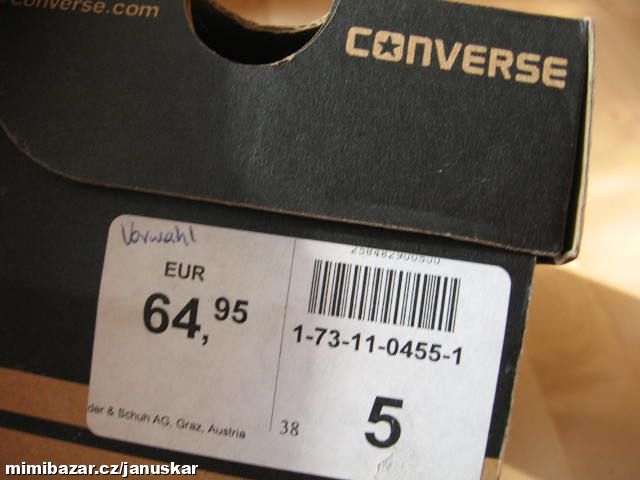 converse.com
CONVERSE
Vorwahl
EUR
64,95
258482900500
1-73-11-0455-1
5
der & Schuh AG, Graz, Austria
38
mimibazar.cz/januskar